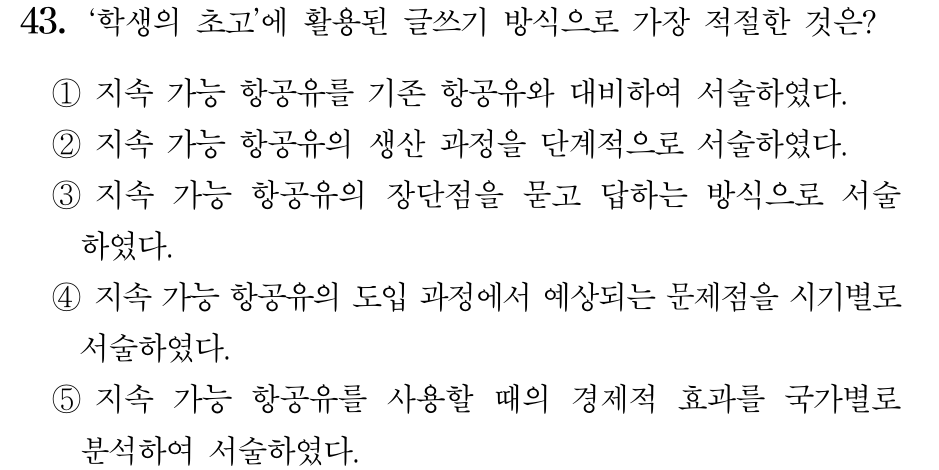 43. ‘학생의 초고’에 활용된 글쓰기 방식으로 가장 적절한 것은?
① 지속 가능 항공유를 기존 항공유와 대비하여 서술하였다.
② 지속 가능 항공유의 생산 과정을 단계적으로 서술하였다.
③ 지속 가능 항공유의 장단점을 묻고 답하는 방식으로 서술
하였다.
④ 지속 가능 항공유의 도입 과정에서 예상되는 문제점을 시기별로
서술하였다.
⑤ 지속 가능 항공유를 사용할 때의 경제적 효과를 국가별로
분석하여 서술하였다.